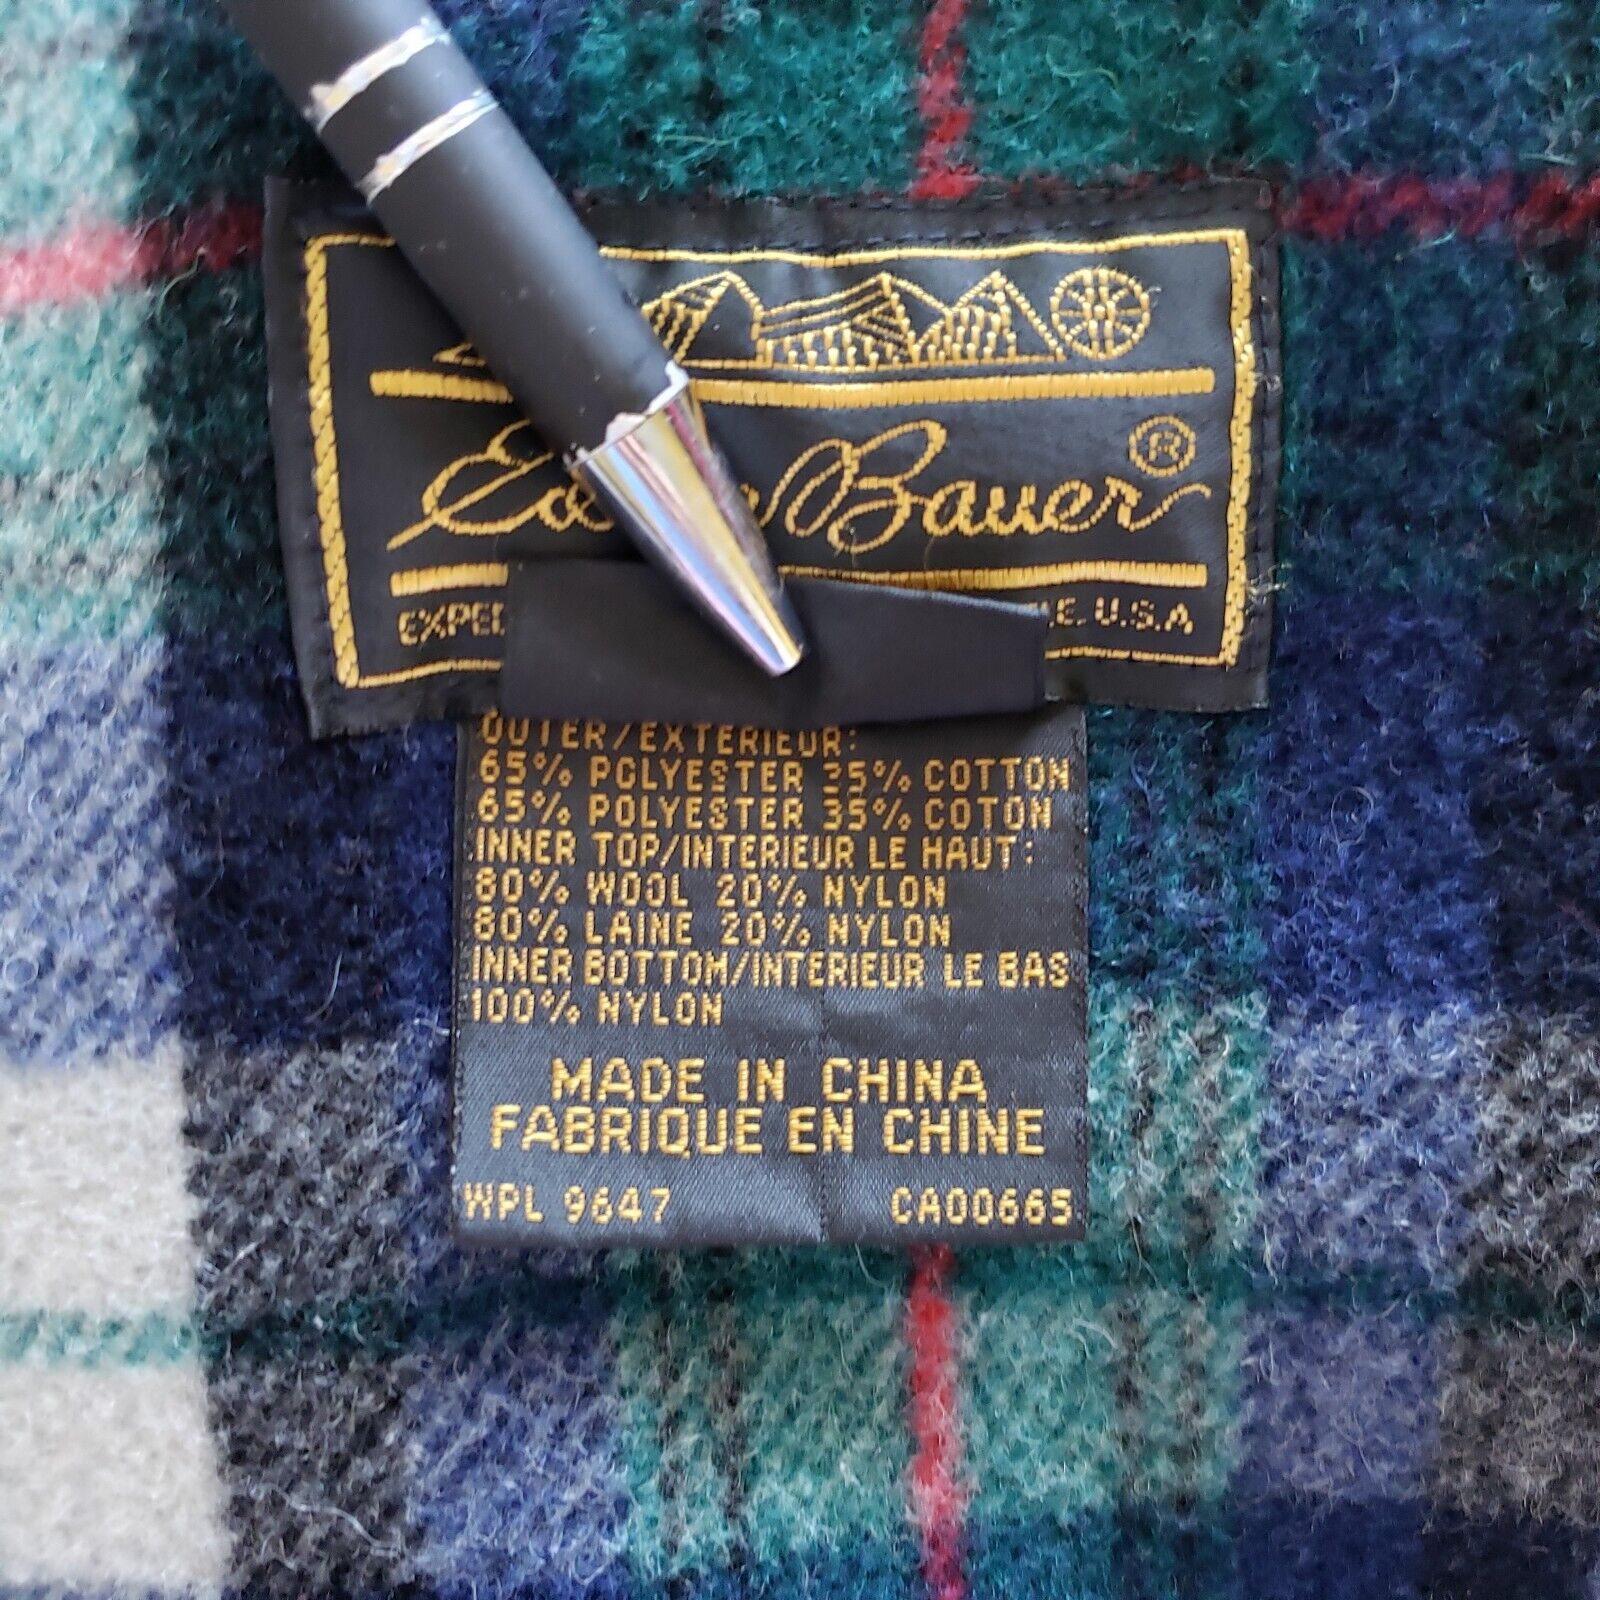 Bauer ®
U.S.A
OUTER/EXTERIEUR:
65% POLYESTER 35% COTTON
65% POLYESTER 35% COTON
INNER TOP/INTERIEUR LE HAUT:
80% WOOL 20% NYLON
80% LAINE 20% NYLON
INNER BOTTOM/INTERIEUR LE BAS
100% NYLON
MADE IN CHINA
FABRIQUE EN CHINE
WPL 9647 CA00665